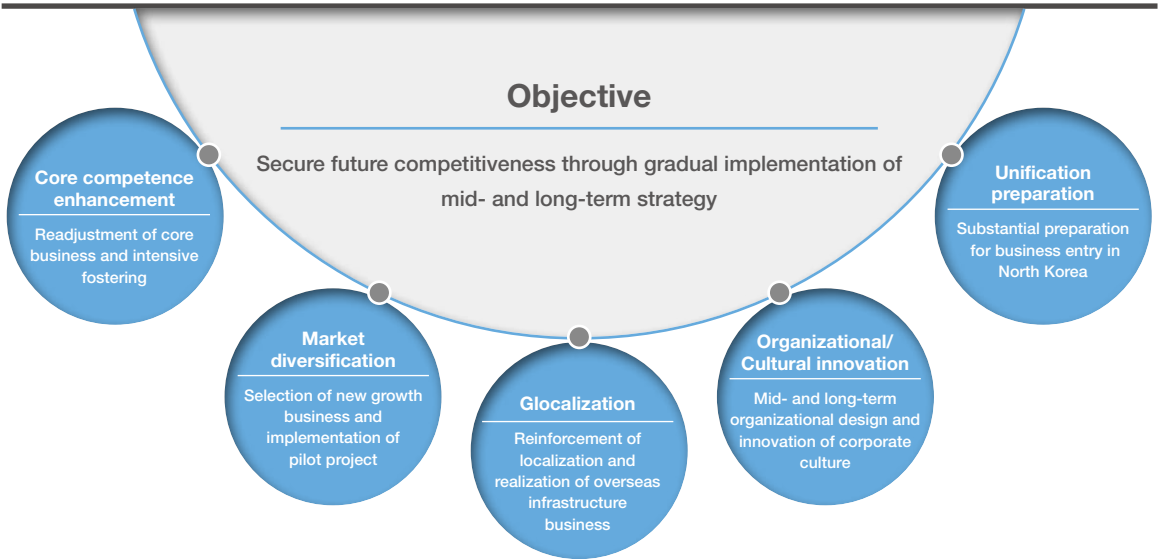 Objective
Secure future competitiveness through gradual implementation of
mid- and long-term strategy
Core competence
enhancement
Readjustment of core
business and intensive
fostering
Market
diversification
Selection of new growth
business and
implementation of
pilot project
Glocalization
Reinforcement of
localization and
realization of overseas
infrastructure
business
Organizational/
Cultural innovation
Mid- and long-term
organizational design and
innovation of corporate
culture
Unification
preparation
Substantial preparation
for business entry in
North Korea